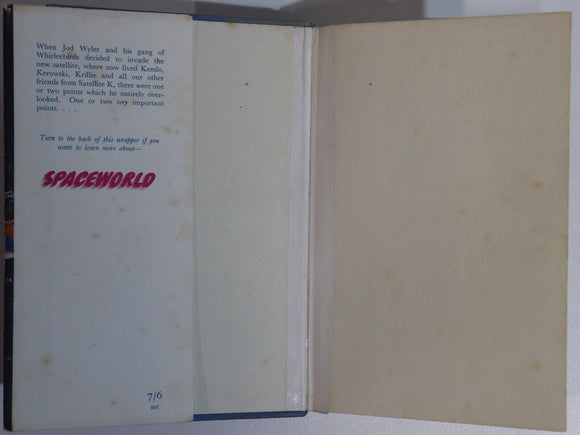 When Jod Wyler and his gang of
Whirleebirds decided to invade the
new satellite, where now lived Kemlo,
Kerowski, Krillie and all our other
friends from Satellite K, there were one
or two points which he entirely over-
looked. One or two very important
points. . . .
Turn to the back of this wrapper if you
want to learn more about—
SPACEWORLD
7/6
net